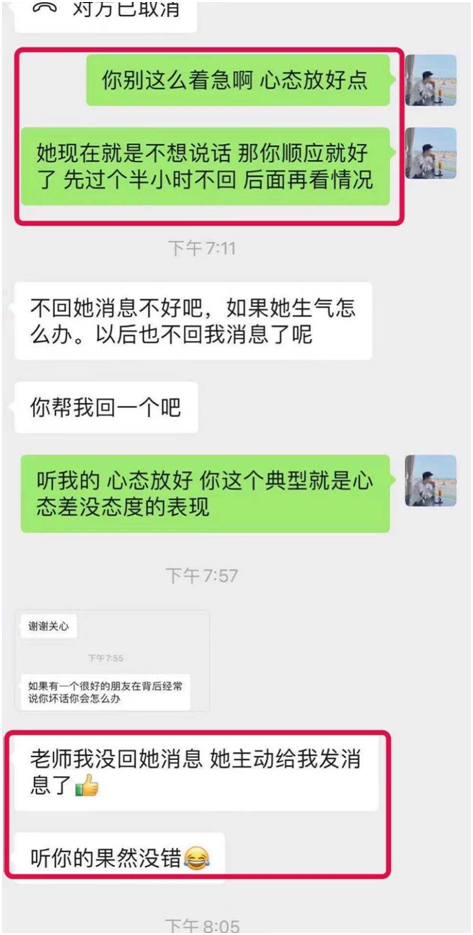 对方已取消
你别这么着急啊 心态放好点
她现在就是不想说话 那你顺应就好
了 先过个半小时不回 后面再看情况
下午7:11
不回她消息不好吧，如果她生气怎
么办。以后也不回我消息了呢
你帮我回一个吧
听我的 心态放好 你这个典型就是心
态差没态度的表现
下午7:57
谢谢关心
下午7:55
如果有一个很好的朋友在背后经常
说你坏话你会怎么办
老师我没回她消息 她主动给我发消
息了👍
听你的果然没错😂
下午8:05